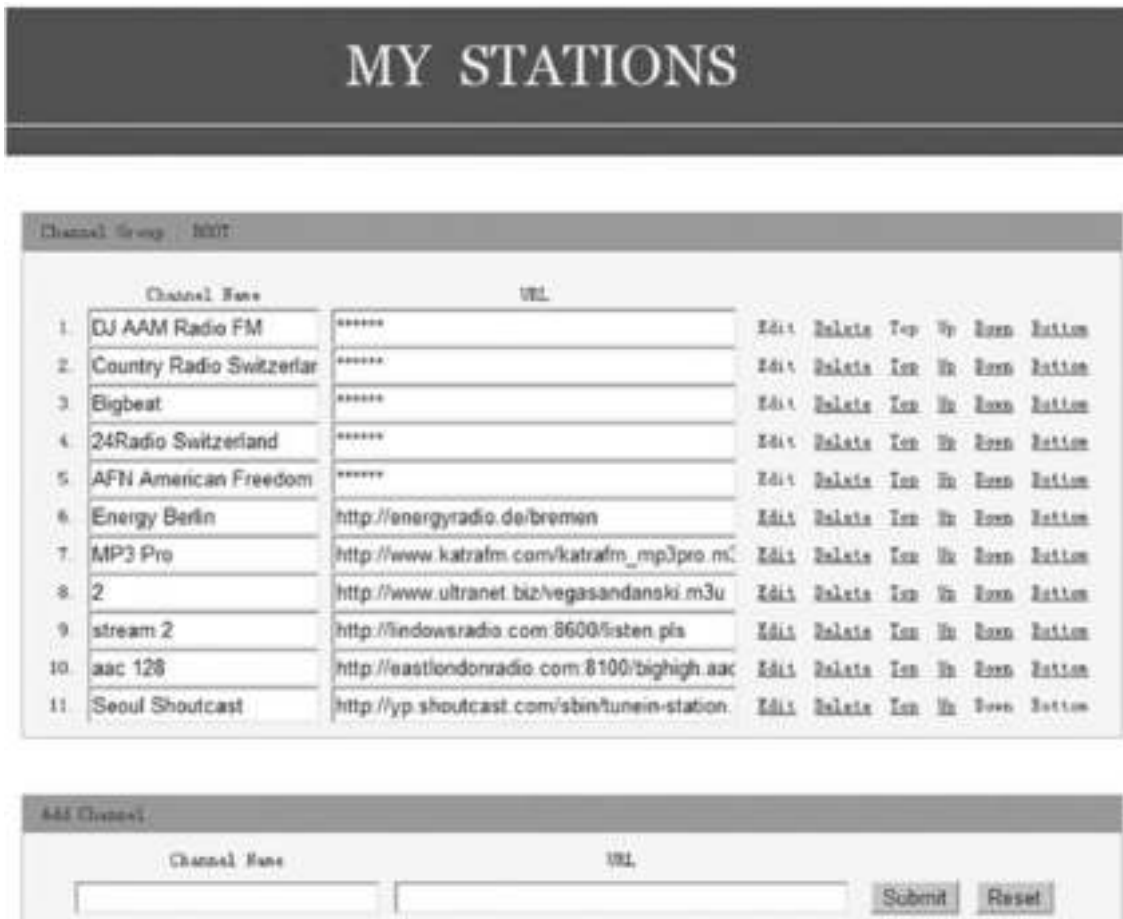 MY STATIONS
Channel Group : ROOT
Channel Name URL
1. DJ AAM Radio FM ****** Edit Delete Top Up Down Bottom
2. Country Radio Switzerlar ****** Edit Delete Top Up Down Bottom
3. Bigbeat ****** Edit Delete Top Up Down Bottom
4. 24Radio Switzerland ****** Edit Delete Top Up Down Bottom
5. AFN American Freedom ****** Edit Delete Top Up Down Bottom
6. Energy Berlin http://energyradio.de/bremen Edit Delete Top Up Down Bottom
7. MP3 Pro http://www.katrafm.com/katrafm_mp3pro.m3 Edit Delete Top Up Down Bottom
8. 2 http://www.ultranet.biz/vegasandanski.m3u Edit Delete Top Up Down Bottom
9. stream 2 http://lindowsradio.com:8600/listen.pls Edit Delete Top Up Down Bottom
10. aac 128 http://eastlondonradio.com:8100/bighigh.aac Edit Delete Top Up Down Bottom
11. Seoul Shoutcast http://yp.shoutcast.com/sbin/tunein-station. Edit Delete Top Up Down Bottom
Add Channel
Channel Name URL
Submit Reset